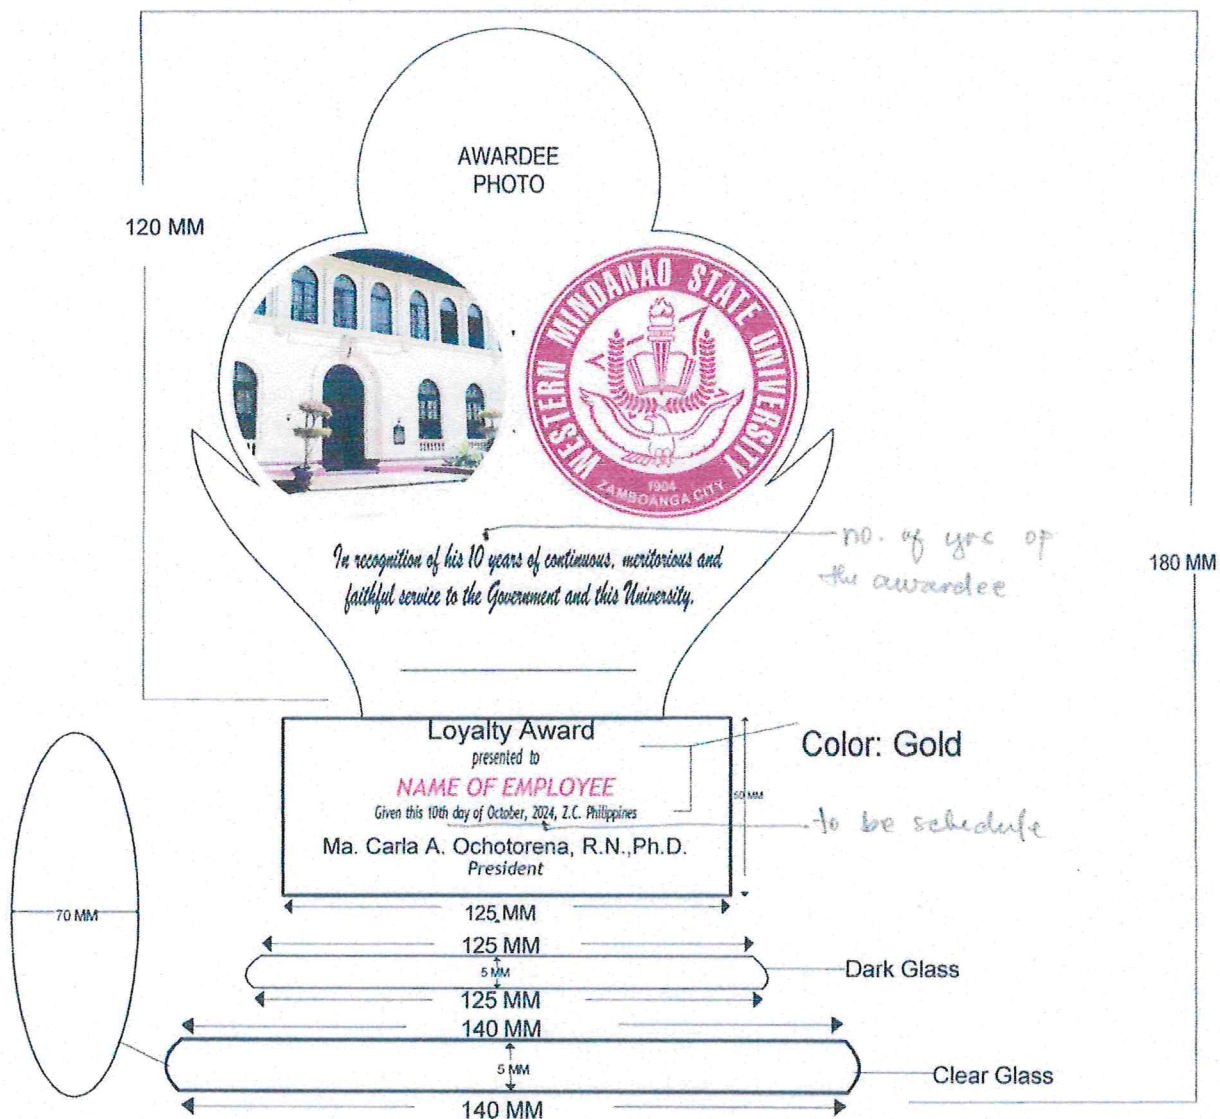 AWARDEE
PHOTO
120 MM
WESTERN MINDANAO STATE UNIVERSITY
1904
ZAMBOANGA CITY
no. of yrs of
the awardee
In recognition of his 10 years of continuous, meritorious and
faithful service to the Government and this University.
180 MM
Loyalty Award
presented to
NAME OF EMPLOYEE
Given this 10th day of October, 2024, Z.C. Philippines
Ma. Carla A. Ochotorena, R.N.,Ph.D.
President
Color: Gold
50 MM
to be schedule
70 MM
125 MM
125 MM
5 MM
Dark Glass
125 MM
140 MM
5 MM
Clear Glass
140 MM